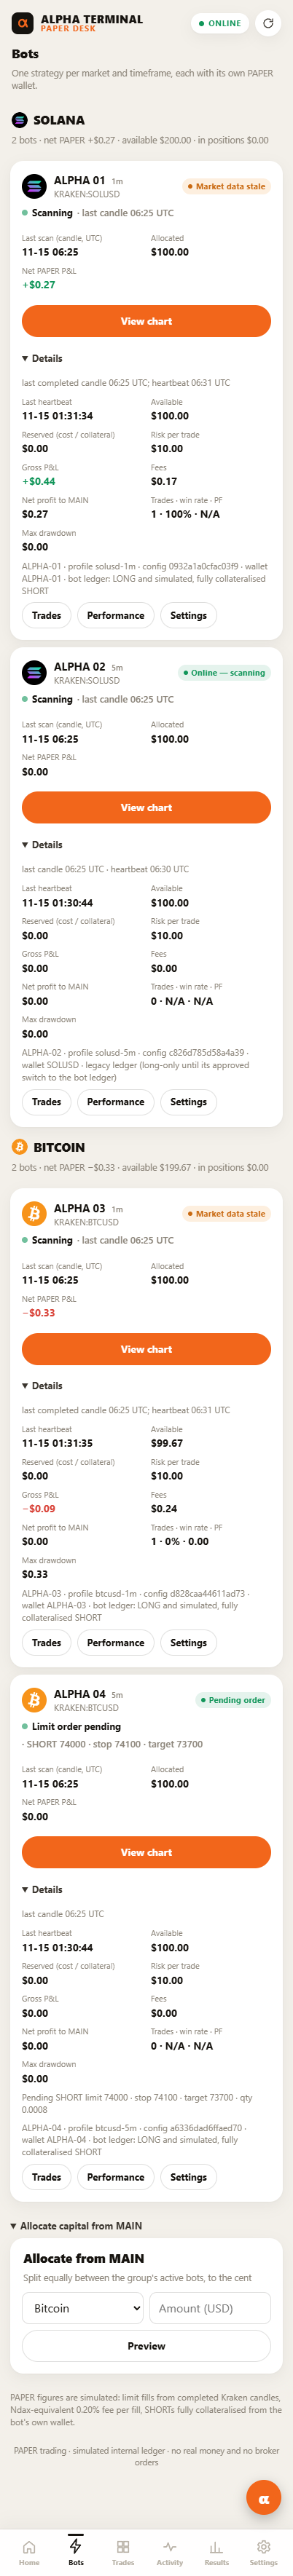 α ALPHA TERMINAL
PAPER DESK
ONLINE
Bots
One strategy per market and timeframe, each with its own PAPER
wallet.
SOLANA
2 bots · net PAPER +$0.27 · available $200.00 · in positions $0.00
ALPHA 01 1m
KRAKEN:SOLUSD
Market data stale
Scanning · last candle 06:25 UTC
Last scan (candle, UTC) Allocated
11-15 06:25 $100.00
Net PAPER P&L
+$0.27
View chart
▼ Details
last completed candle 06:25 UTC; heartbeat 06:31 UTC
Last heartbeat Available
11-15 01:31:34 $100.00
Reserved (cost / collateral) Risk per trade
$0.00 $10.00
Gross P&L Fees
+$0.44 $0.17
Net profit to MAIN Trades · win rate · PF
$0.27 1 · 100% · N/A
Max drawdown
$0.00
ALPHA-01 · profile solusd-1m · config 0932a1a0cfac03f9 · wallet
ALPHA-01 · bot ledger: LONG and simulated, fully collateralised
SHORT
Trades Performance Settings
ALPHA 02 5m
KRAKEN:SOLUSD
Online — scanning
Scanning · last candle 06:25 UTC
Last scan (candle, UTC) Allocated
11-15 06:25 $100.00
Net PAPER P&L
$0.00
View chart
▼ Details
last candle 06:25 UTC · heartbeat 06:30 UTC
Last heartbeat Available
11-15 01:30:44 $100.00
Reserved (cost / collateral) Risk per trade
$0.00 $10.00
Gross P&L Fees
$0.00 $0.00
Net profit to MAIN Trades · win rate · PF
$0.00 0 · N/A · N/A
Max drawdown
$0.00
ALPHA-02 · profile solusd-5m · config c826d785d58a4a39 ·
wallet SOLUSD · legacy ledger (long-only until its approved
switch to the bot ledger)
Trades Performance Settings
BITCOIN
2 bots · net PAPER −$0.33 · available $199.67 · in positions $0.00
ALPHA 03 1m
KRAKEN:BTCUSD
Market data stale
Scanning · last candle 06:25 UTC
Last scan (candle, UTC) Allocated
11-15 06:25 $100.00
Net PAPER P&L
−$0.33
View chart
▼ Details
last completed candle 06:25 UTC; heartbeat 06:31 UTC
Last heartbeat Available
11-15 01:31:35 $99.67
Reserved (cost / collateral) Risk per trade
$0.00 $10.00
Gross P&L Fees
−$0.09 $0.24
Net profit to MAIN Trades · win rate · PF
$0.00 1 · 0% · 0.00
Max drawdown
$0.33
ALPHA-03 · profile btcusd-1m · config d828caa44611ad73 ·
wallet ALPHA-03 · bot ledger: LONG and simulated, fully
collateralised SHORT
Trades Performance Settings
ALPHA 04 5m
KRAKEN:BTCUSD
Pending order
Limit order pending
· SHORT 74000 · stop 74100 · target 73700
Last scan (candle, UTC) Allocated
11-15 06:25 $100.00
Net PAPER P&L
$0.00
View chart
▼ Details
last candle 06:25 UTC
Last heartbeat Available
11-15 01:30:44 $100.00
Reserved (cost / collateral) Risk per trade
$0.00 $10.00
Gross P&L Fees
$0.00 $0.00
Net profit to MAIN Trades · win rate · PF
$0.00 0 · N/A · N/A
Max drawdown
$0.00
Pending SHORT limit 74000 · stop 74100 · target 73700 · qty
0.0008
ALPHA-04 · profile btcusd-5m · config a6336dad6ffaed70 ·
wallet ALPHA-04 · bot ledger: LONG and simulated, fully
collateralised SHORT
Trades Performance Settings
▼ Allocate capital from MAIN
Allocate from MAIN
Split equally between the group's active bots, to the cent
Bitcoin Amount (USD)
Preview
PAPER figures are simulated: limit fills from completed Kraken candles,
Ndax-equivalent 0.20% fee per fill, SHORTs fully collateralised from the
bot's own wallet.
PAPER trading · simulated internal ledger · no real money and no broker
orders
α
Home Bots Trades Activity Results Settings